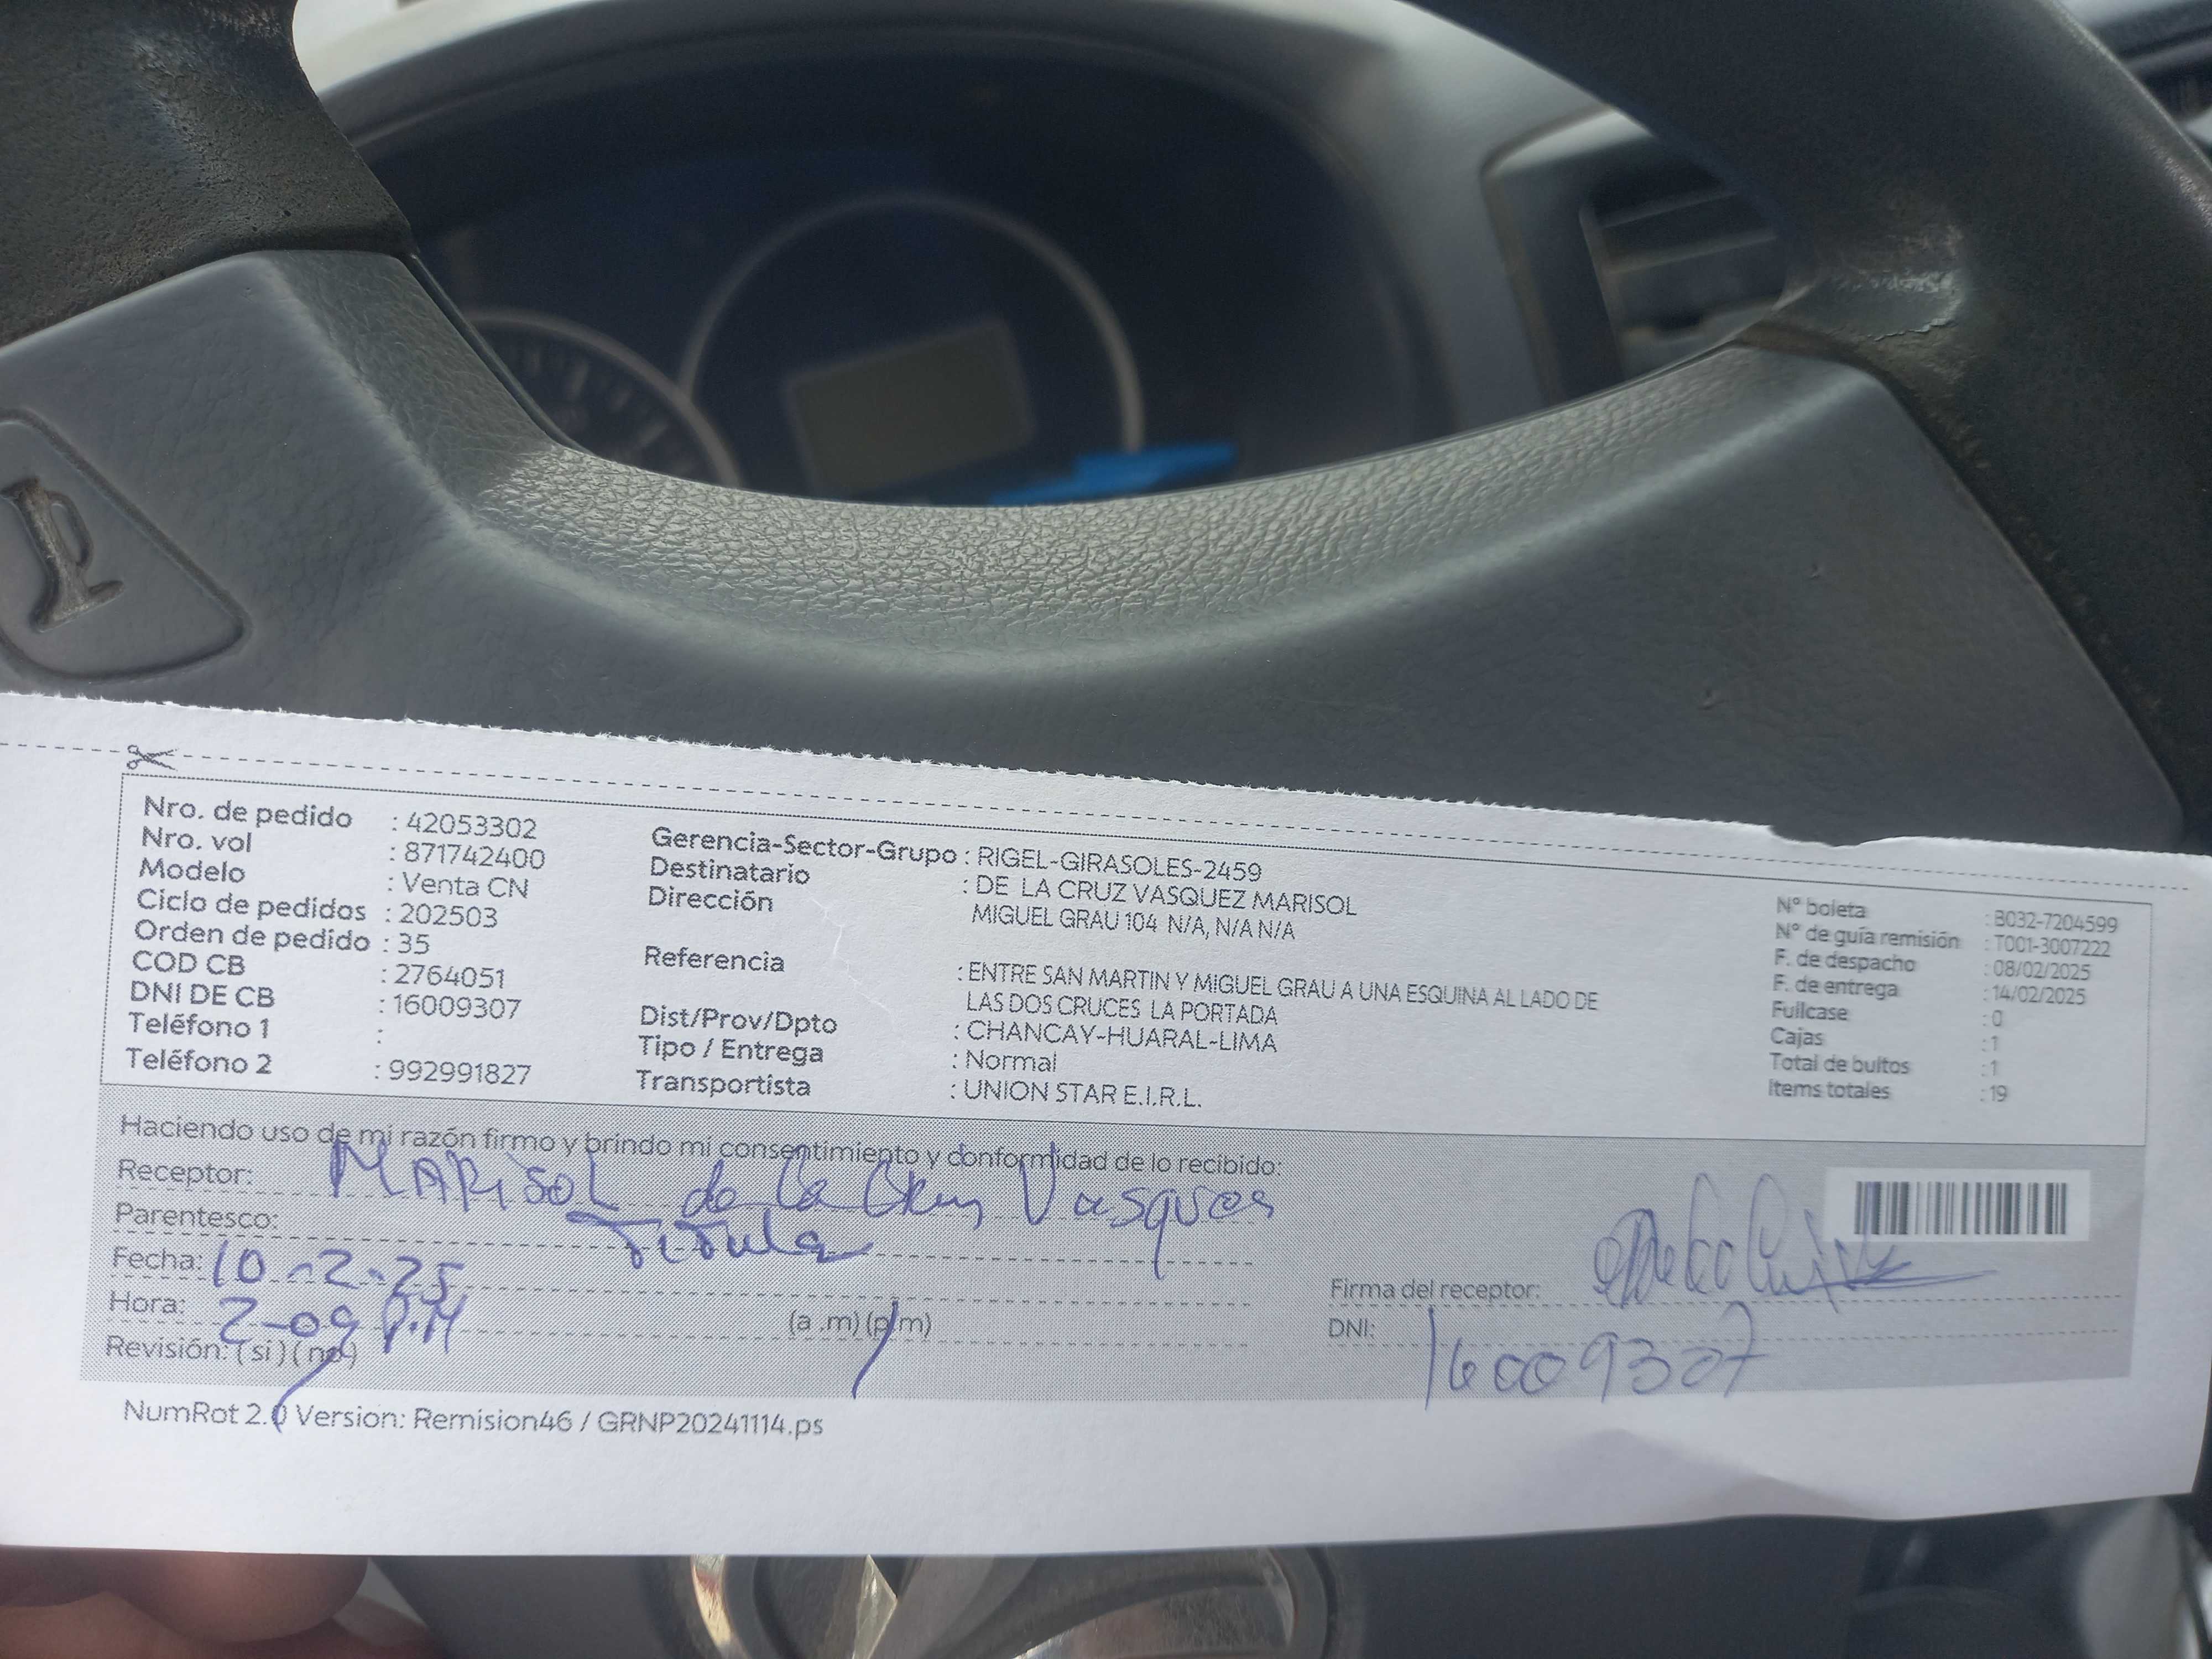 Nro. de pedido : 42053302
Nro. vol : 871742400
Modelo : Venta CN
Ciclo de pedidos : 202503
Orden de pedido : 35
COD CB : 2764051
DNI DE CB : 16009307
Teléfono 1 :
Teléfono 2 : 992991827
Gerencia-Sector-Grupo : RIGEL-GIRASOLES-2459
Destinatario : DE LA CRUZ VASQUEZ MARISOL
Dirección MIGUEL GRAU 104 N/A, N/A N/A
Referencia : ENTRE SAN MARTIN Y MIGUEL GRAU A UNA ESQUINA AL LADO DE
LAS DOS CRUCES LA PORTADA
Dist/Prov/Dpto : CHANCAY-HUARAL-LIMA
Tipo / Entrega : Normal
Transportista : UNION STAR E.I.R.L.
N° boleta : B032-7204599
N° de guía remisión : T001-3007222
F. de despacho : 08/02/2025
F. de entrega : 14/02/2025
Fullcase : 0
Cajas : 1
Total de bultos : 1
Items totales : 19
Haciendo uso de mi razón firmo y brindo mi consentimiento y conformidad de lo recibido:
Receptor: MARisoL de la Cruz Vasques
Parentesco: Titular
Fecha: 10-2-25
Hora: 2-09 P.M (a .m) (p.m)
Revisión: ( si ) ( no )
Firma del receptor:
DNI: 16009307
NumRot 2.0 Version: Remision46 / GRNP20241114.ps